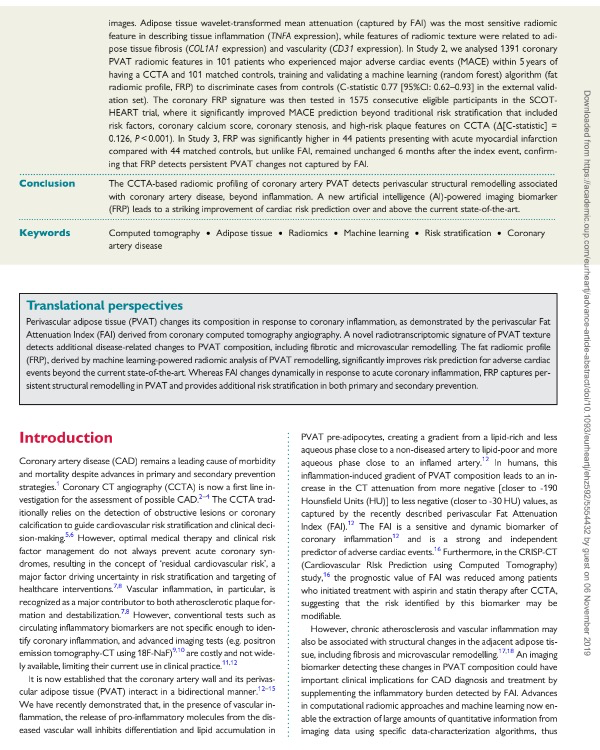 images. Adipose tissue wavelet-transformed mean attenuation (captured by FAI) was the most sensitive radiomic
feature in describing tissue inflammation (TNFA expression), while features of radiomic texture were related to adi-
pose tissue fibrosis (COL1A1 expression) and vascularity (CD31 expression). In Study 2, we analysed 1391 coronary
PVAT radiomic features in 101 patients who experienced major adverse cardiac events (MACE) within 5 years of
having a CCTA and 101 matched controls, training and validating a machine learning (random forest) algorithm (fat
radiomic profile, FRP) to discriminate cases from controls (C-statistic 0.77 [95%CI: 0.62–0.93] in the external valid-
ation set). The coronary FRP signature was then tested in 1575 consecutive eligible participants in the SCOT-
HEART trial, where it significantly improved MACE prediction beyond traditional risk stratification that included
risk factors, coronary calcium score, coronary stenosis, and high-risk plaque features on CCTA (Δ[C-statistic] =
0.126, P < 0.001). In Study 3, FRP was significantly higher in 44 patients presenting with acute myocardial infarction
compared with 44 matched controls, but unlike FAI, remained unchanged 6 months after the index event, confirm-
ing that FRP detects persistent PVAT changes not captured by FAI.
Conclusion
The CCTA-based radiomic profiling of coronary artery PVAT detects perivascular structural remodelling associated
with coronary artery disease, beyond inflammation. A new artificial intelligence (AI)-powered imaging biomarker
(FRP) leads to a striking improvement of cardiac risk prediction over and above the current state-of-the-art.
Keywords
Computed tomography • Adipose tissue • Radiomics • Machine learning • Risk stratification • Coronary
artery disease
Translational perspectives
Perivascular adipose tissue (PVAT) changes its composition in response to coronary inflammation, as demonstrated by the perivascular Fat
Attenuation Index (FAI) derived from coronary computed tomography angiography. A novel radiotranscriptomic signature of PVAT texture
detects additional disease-related changes to PVAT composition, including fibrotic and microvascular remodelling. The fat radiomic profile
(FRP), derived by machine learning-powered radiomic analysis of PVAT remodelling, significantly improves risk prediction for adverse cardiac
events beyond the current state-of-the-art. Whereas FAI changes dynamically in response to acute coronary inflammation, FRP captures per-
sistent structural remodelling in PVAT and provides additional risk stratification in both primary and secondary prevention.
Introduction
Coronary artery disease (CAD) remains a leading cause of morbidity
and mortality despite advances in primary and secondary prevention
strategies.1 Coronary CT angiography (CCTA) is now a first line in-
vestigation for the assessment of possible CAD.2–4 The CCTA trad-
itionally relies on the detection of obstructive lesions or coronary
calcification to guide cardiovascular risk stratification and clinical deci-
sion-making.5,6 However, optimal medical therapy and clinical risk
factor management do not always prevent acute coronary syn-
dromes, resulting in the concept of ‘residual cardiovascular risk’, a
major factor driving uncertainty in risk stratification and targeting of
healthcare interventions.7,8 Vascular inflammation, in particular, is
recognized as a major contributor to both atherosclerotic plaque for-
mation and destabilization.7,8 However, conventional tests such as
circulating inflammatory biomarkers are not specific enough to iden-
tify coronary inflammation, and advanced imaging tests (e.g. positron
emission tomography-CT using 18F-NaF)9,10 are costly and not wide-
ly available, limiting their current use in clinical practice.11,12
It is now established that the coronary artery wall and its perivas-
cular adipose tissue (PVAT) interact in a bidirectional manner.12–15
We have recently demonstrated that, in the presence of vascular in-
flammation, the release of pro-inflammatory molecules from the dis-
eased vascular wall inhibits differentiation and lipid accumulation in
PVAT pre-adipocytes, creating a gradient from a lipid-rich and less
aqueous phase close to a non-diseased artery to lipid-poor and more
aqueous phase close to an inflamed artery.12 In humans, this
inflammation-induced gradient of PVAT composition leads to an in-
crease in the CT attenuation from more negative [closer to -190
Hounsfield Units (HU)] to less negative (closer to -30 HU) values, as
captured by the recently described perivascular Fat Attenuation
Index (FAI).12 The FAI is a sensitive and dynamic biomarker of
coronary inflammation12 and is a strong and independent
predictor of adverse cardiac events.16 Furthermore, in the CRISP-CT
(Cardiovascular RIsk Prediction using Computed Tomography)
study,16 the prognostic value of FAI was reduced among patients
who initiated treatment with aspirin and statin therapy after CCTA,
suggesting that the risk identified by this biomarker may be
modifiable.
However, chronic atherosclerosis and vascular inflammation may
also be associated with structural changes in the adjacent adipose tis-
sue, including fibrosis and microvascular remodelling.17,18 An imaging
biomarker detecting these changes in PVAT composition could have
important clinical implications for CAD diagnosis and treatment by
supplementing the inflammatory burden detected by FAI. Advances
in computational radiomic approaches and machine learning now en-
able the extraction of large amounts of quantitative information from
imaging data using specific data-characterization algorithms, thus
Downloaded from https://academic.oup.com/eurheartj/advance-article-abstract/doi/10.1093/eurheartj/ehz592/5554432 by guest on 06 November 2019